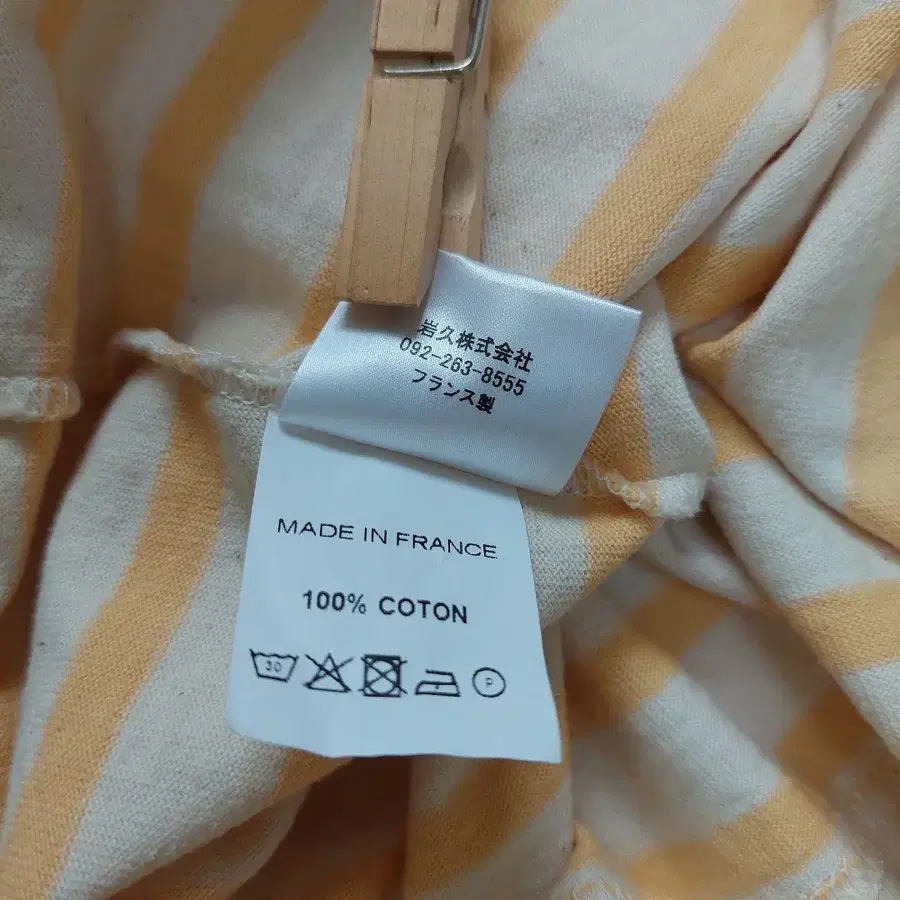 岩久株式会社
092-263-8555
フランス製
MADE IN FRANCE
100% COTON
30
P